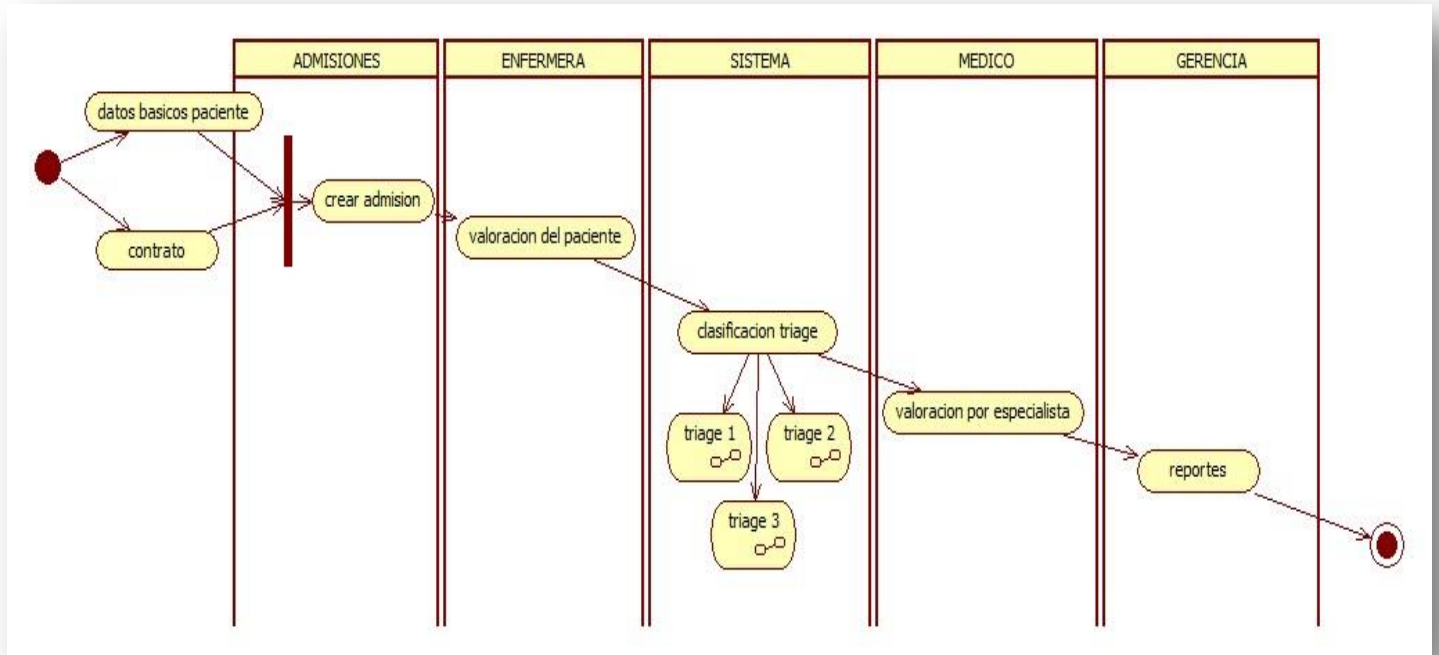 ADMISIONES
ENFERMERA
SISTEMA
MEDICO
GERENCIA
datos basicos paciente
contrato
crear admision
valoracion del paciente
clasificacion triage
triage 1
triage 2
triage 3
valoracion por especialista
reportes